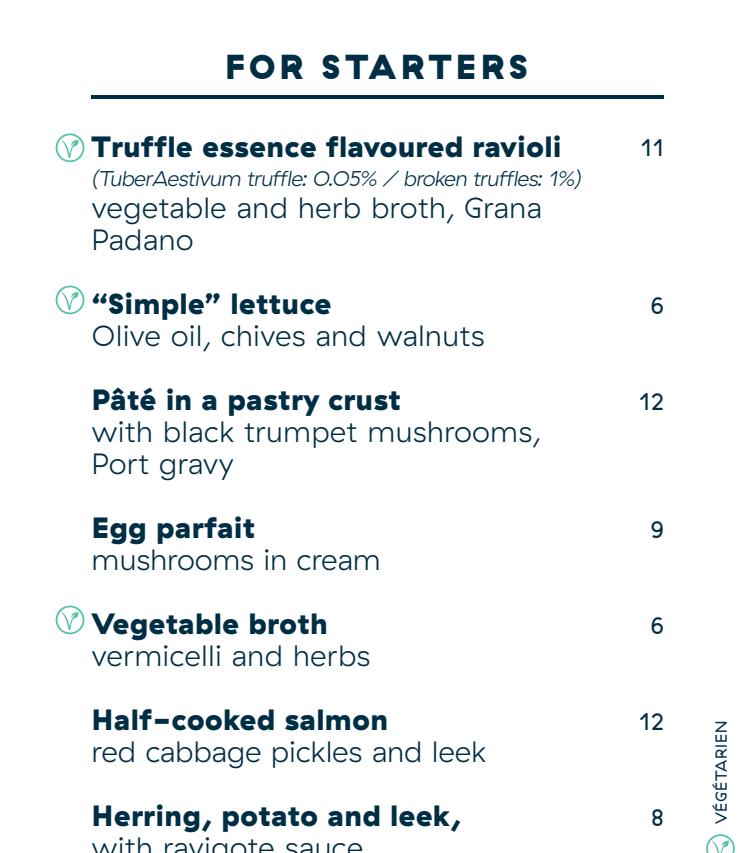 FOR STARTERS
Truffle essence flavoured ravioli 11
(TuberAestivum truffle: 0.05% / broken truffles: 1%)
vegetable and herb broth, Grana
Padano
“Simple” lettuce 6
Olive oil, chives and walnuts
Pâté in a pastry crust 12
with black trumpet mushrooms,
Port gravy
Egg parfait 9
mushrooms in cream
Vegetable broth 6
vermicelli and herbs
Half-cooked salmon 12
red cabbage pickles and leek
Herring, potato and leek, 8
with ravigote sauce
VÉGÉTARIEN